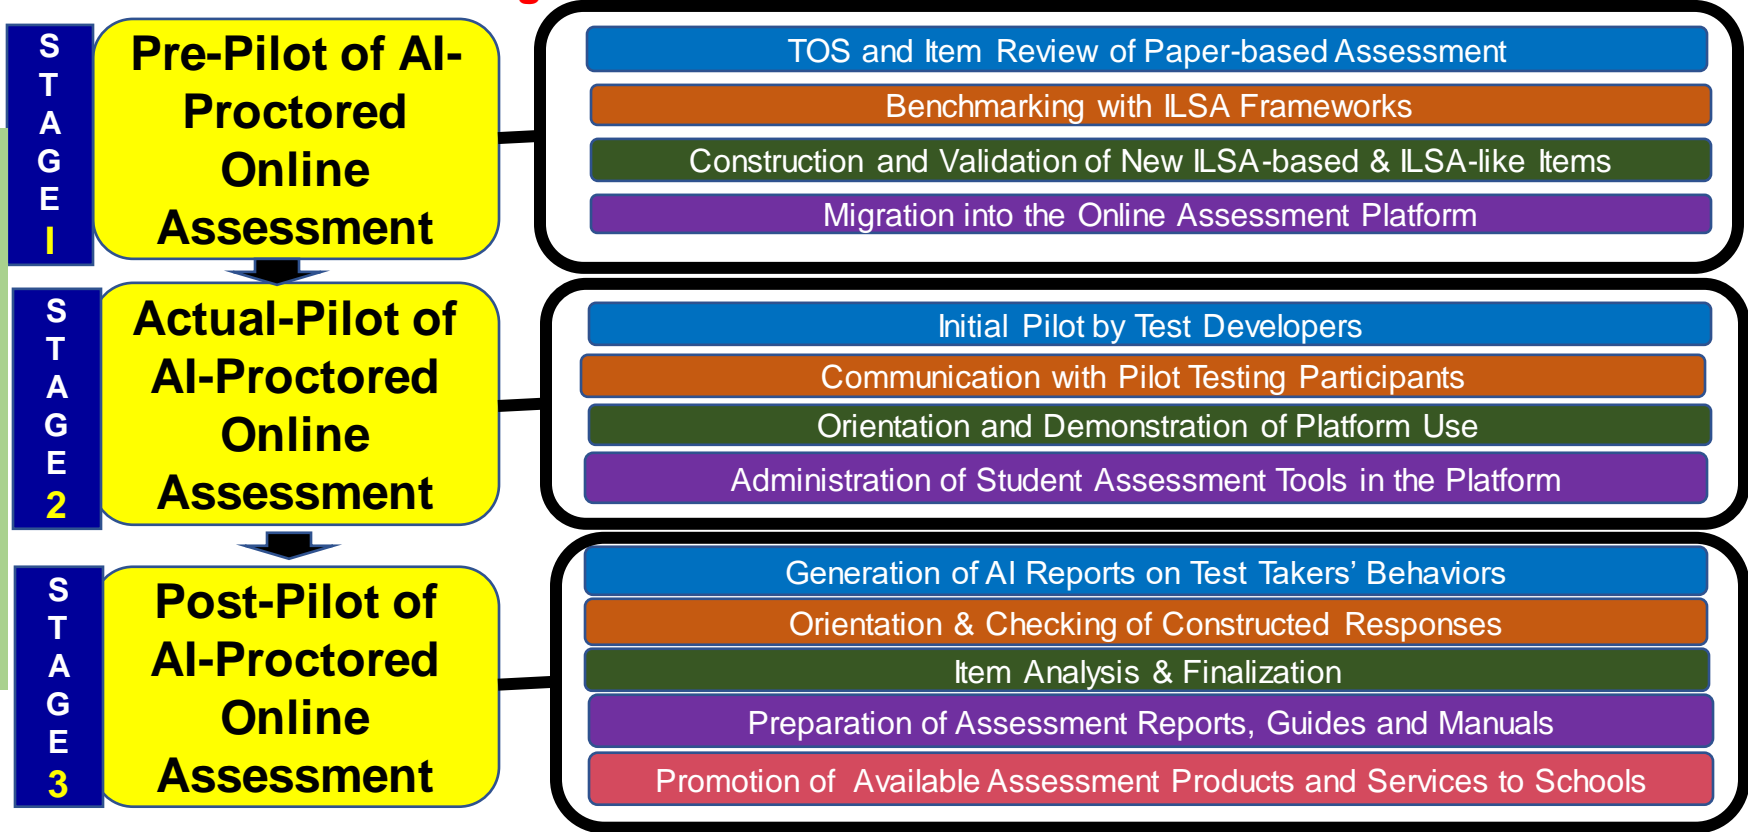 STAGE
1
Pre-Pilot of AI-
Proctored
Online
Assessment
TOS and Item Review of Paper-based Assessment
Benchmarking with ILSA Frameworks
Construction and Validation of New ILSA-based & ILSA-like Items
Migration into the Online Assessment Platform
STAGE
2
Actual-Pilot of
AI-Proctored
Online
Assessment
Initial Pilot by Test Developers
Communication with Pilot Testing Participants
Orientation and Demonstration of Platform Use
Administration of Student Assessment Tools in the Platform
STAGE
3
Post-Pilot of
AI-Proctored
Online
Assessment
Generation of AI Reports on Test Takers’ Behaviors
Orientation & Checking of Constructed Responses
Item Analysis & Finalization
Preparation of Assessment Reports, Guides and Manuals
Promotion of Available Assessment Products and Services to Schools